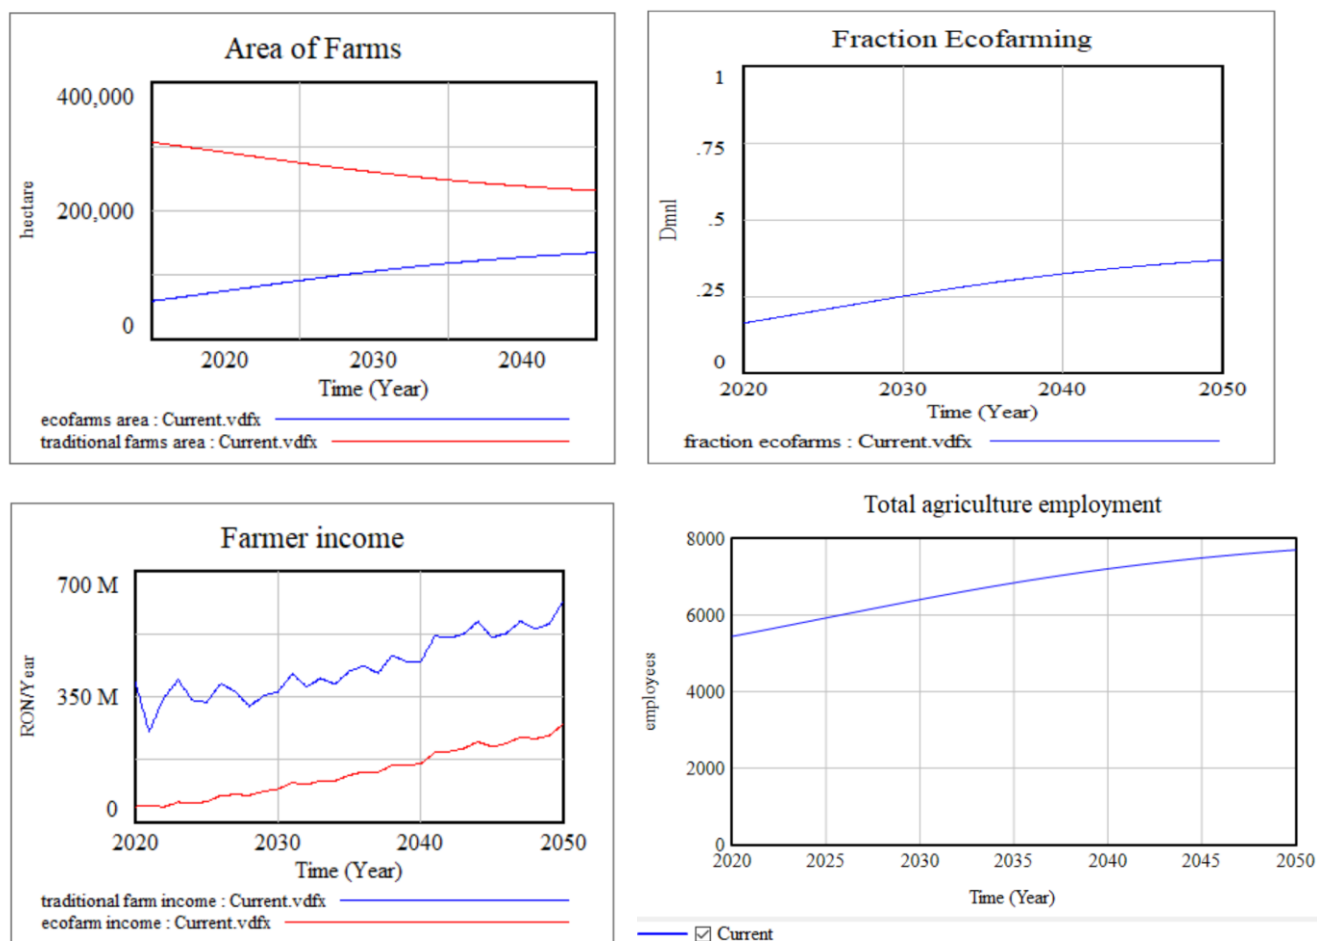 Area of Farms
400,000
200,000
0
hectare
2020 2030 2040
Time (Year)
ecofarms area : Current.vdfx
traditional farms area : Current.vdfx
Fraction Ecofarming
1
.75
.5
.25
0
Dmnl
2020 2030 2040 2050
Time (Year)
fraction ecofarms : Current.vdfx
Farmer income
700 M
350 M
0
RON/Year
2020 2030 2040 2050
Time (Year)
traditional farm income : Current.vdfx
ecofarm income : Current.vdfx
Total agriculture employment
8000
6000
4000
2000
0
employees
2020 2025 2030 2035 2040 2045 2050
Time (Year)
Current